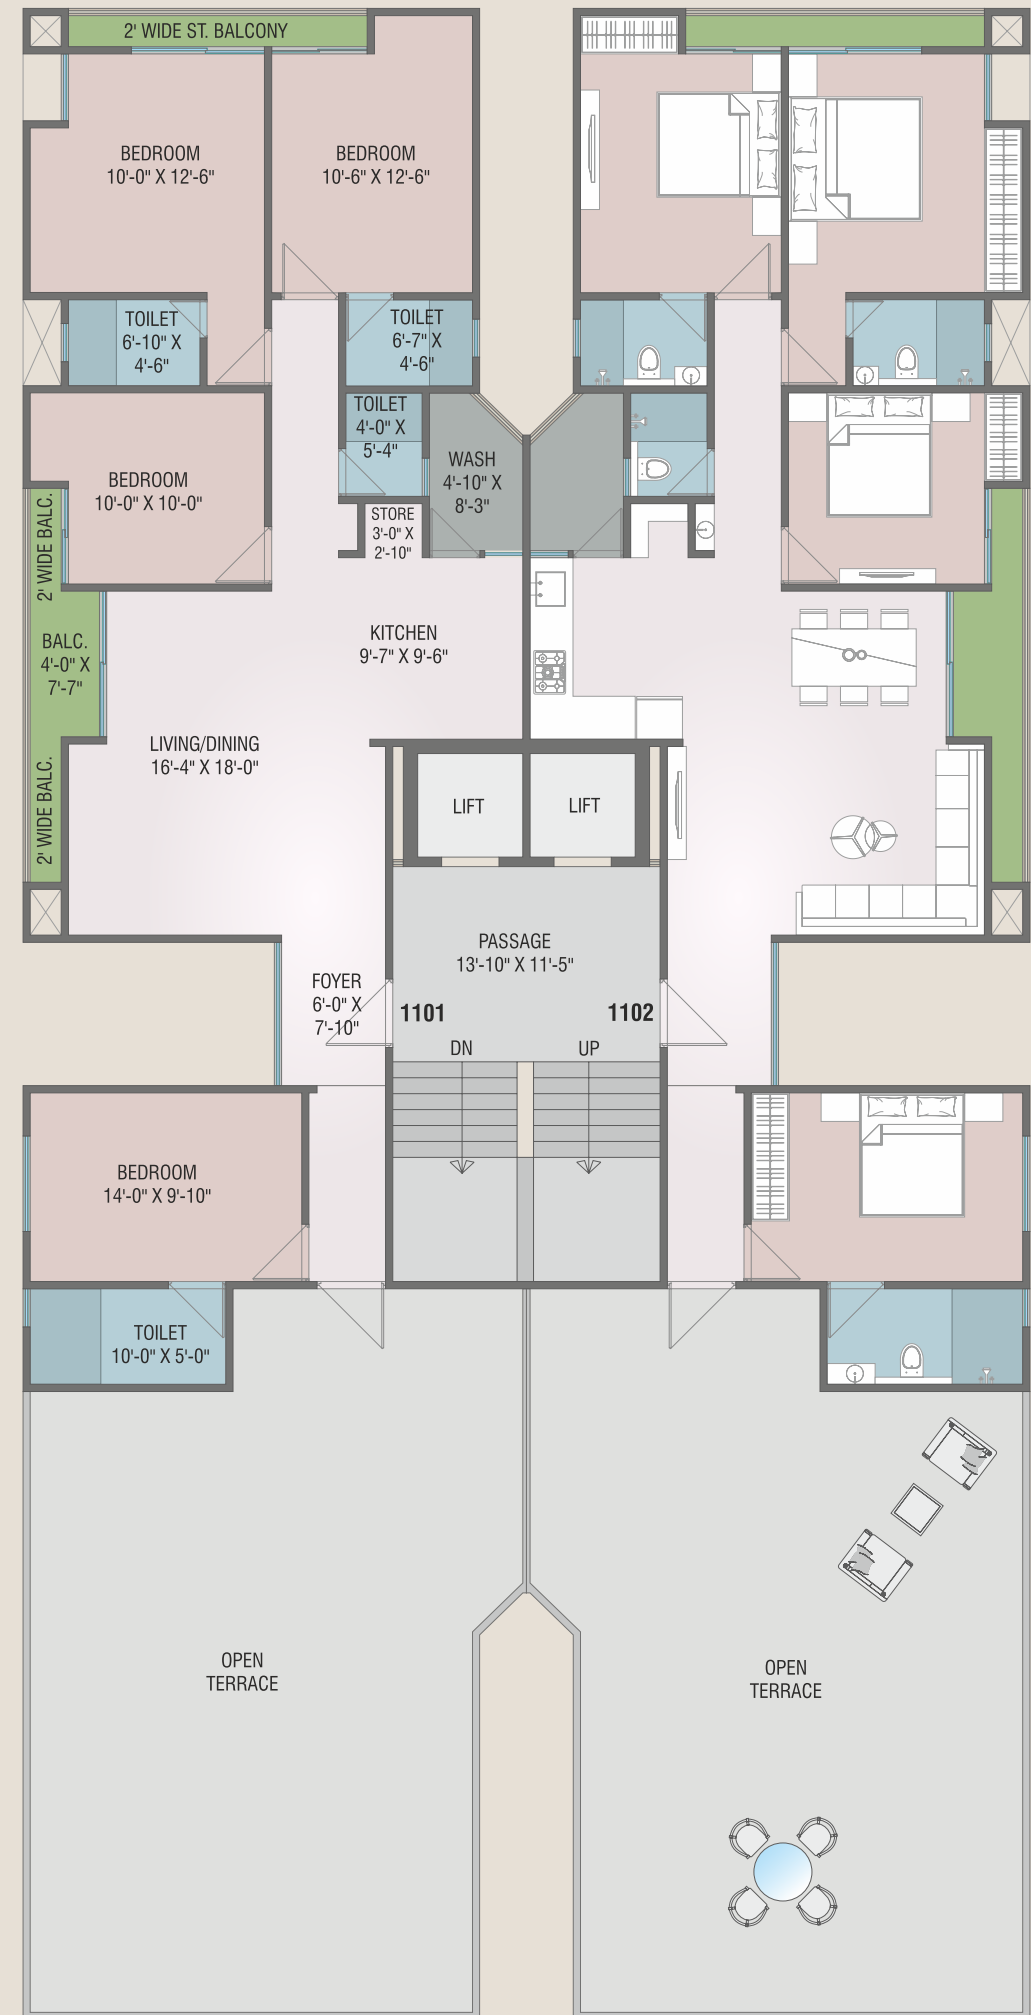 2' WIDE ST. BALCONY
BEDROOM
10'-0" X 12'-6"
BEDROOM
10'-6" X 12'-6"
TOILET
6'-10" X
4'-6"
TOILET
6'-7" X
4'-6"
TOILET
4'-0" X
5'-4"
WASH
4'-10" X
8'-3"
BEDROOM
10'-0" X 10'-0"
STORE
3'-0" X
2'-10"
2' WIDE BALC.
BALC.
4'-0" X
7'-7"
KITCHEN
9'-7" X 9'-6"
LIVING/DINING
16'-4" X 18'-0"
2' WIDE BALC.
LIFT
LIFT
PASSAGE
13'-10" X 11'-5"
FOYER
6'-0" X
7'-10"
1101
1102
DN
UP
BEDROOM
14'-0" X 9'-10"
TOILET
10'-0" X 5'-0"
OPEN
TERRACE
OPEN
TERRACE